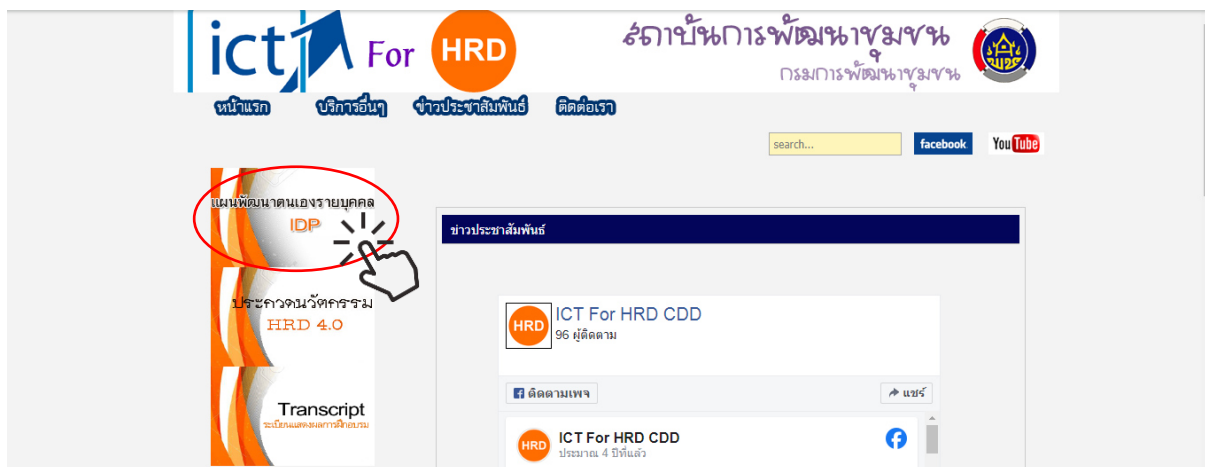 ict For HRD
สถาบันการพัฒนาชุมชน
กรมการพัฒนาชุมชน
พช
หน้าแรก บริการอื่นๆ ข่าวประชาสัมพันธ์ ติดต่อเรา
search... facebook YouTube
แผนพัฒนาตนเองรายบุคคล
IDP
ข่าวประชาสัมพันธ์
ประกวดนวัตกรรม
HRD 4.0
HRD
ICT For HRD CDD
96 ผู้ติดตาม
ติดตามเพจ แชร์
Transcript
ระเบียนแสดงผลการฝึกอบรม
HRD
ICT For HRD CDD
ประมาณ 4 ปีที่แล้ว